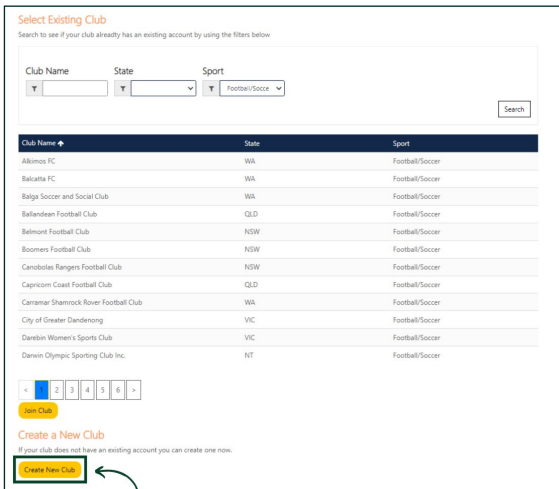 Select Existing Club
Search to see if your club alreadty has an existing account by using the filters below
Club Name State Sport
Football/Socce
Search
Club Name State Sport
Alkimos FC WA Football/Soccer
Balcatta FC WA Football/Soccer
Balga Soccer and Social Club WA Football/Soccer
Ballandean Football Club QLD Football/Soccer
Belmont Football Club NSW Football/Soccer
Boomers Football Club NSW Football/Soccer
Canobolas Rangers Football Club NSW Football/Soccer
Capricorn Coast Football Club QLD Football/Soccer
Carramar Shamrock Rover Football Club WA Football/Soccer
City of Greater Dandenong VIC Football/Soccer
Darebin Women's Sports Club VIC Football/Soccer
Darwin Olympic Sporting Club Inc. NT Football/Soccer
< 1 2 3 4 5 6 >
Join Club
Create a New Club
If your club does not have an existing account you can create one now.
Create New Club